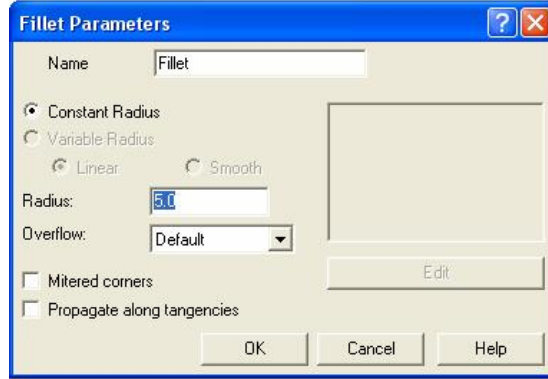 Fillet Parameters
Name Fillet
Constant Radius
Variable Radius
Linear Smooth
Radius: 5.0
Overflow: Default
Edit
Mitered corners
Propagate along tangencies
OK Cancel Help